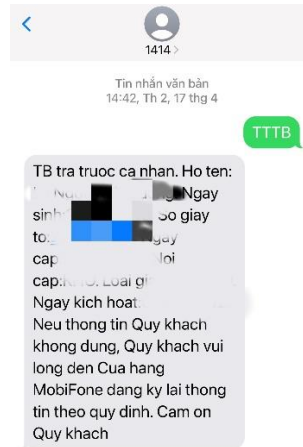 1414
Tin nhắn văn bản
14:42, Th 2, 17 thg 4
TTTB
TB tra truoc ca nhan. Ho ten:
Ngay
sinh So giay
to:
cap Noi
cap:
Ngay kich hoat:
Neu thong tin Quy khach
khong dung, Quy khach vui
long den Cua hang
MobiFone dang ky lai thong
tin theo quy dinh. Cam on
Quy khach